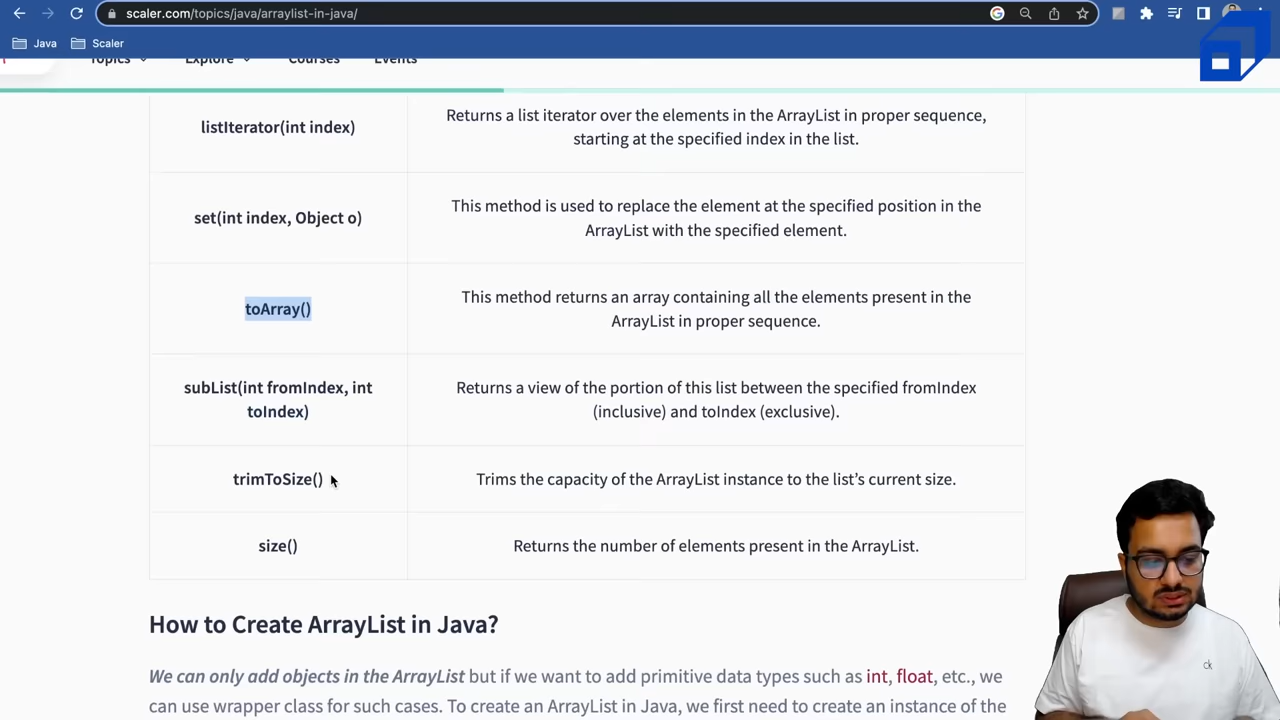 scaler.com/topics/java/arraylist-in-java/
Java Scaler
Topics Explore Courses Events
listIterator(int index)
Returns a list iterator over the elements in the ArrayList in proper sequence,
starting at the specified index in the list.
set(int index, Object o)
This method is used to replace the element at the specified position in the
ArrayList with the specified element.
toArray()
This method returns an array containing all the elements present in the
ArrayList in proper sequence.
subList(int fromIndex, int
toIndex)
Returns a view of the portion of this list between the specified fromIndex
(inclusive) and toIndex (exclusive).
trimToSize()
Trims the capacity of the ArrayList instance to the list’s current size.
size()
Returns the number of elements present in the ArrayList.
How to Create ArrayList in Java?
We can only add objects in the ArrayList but if we want to add primitive data types such as int, float, etc., we
can use wrapper class for such cases. To create an ArrayList in Java, we first need to create an instance of the
ck